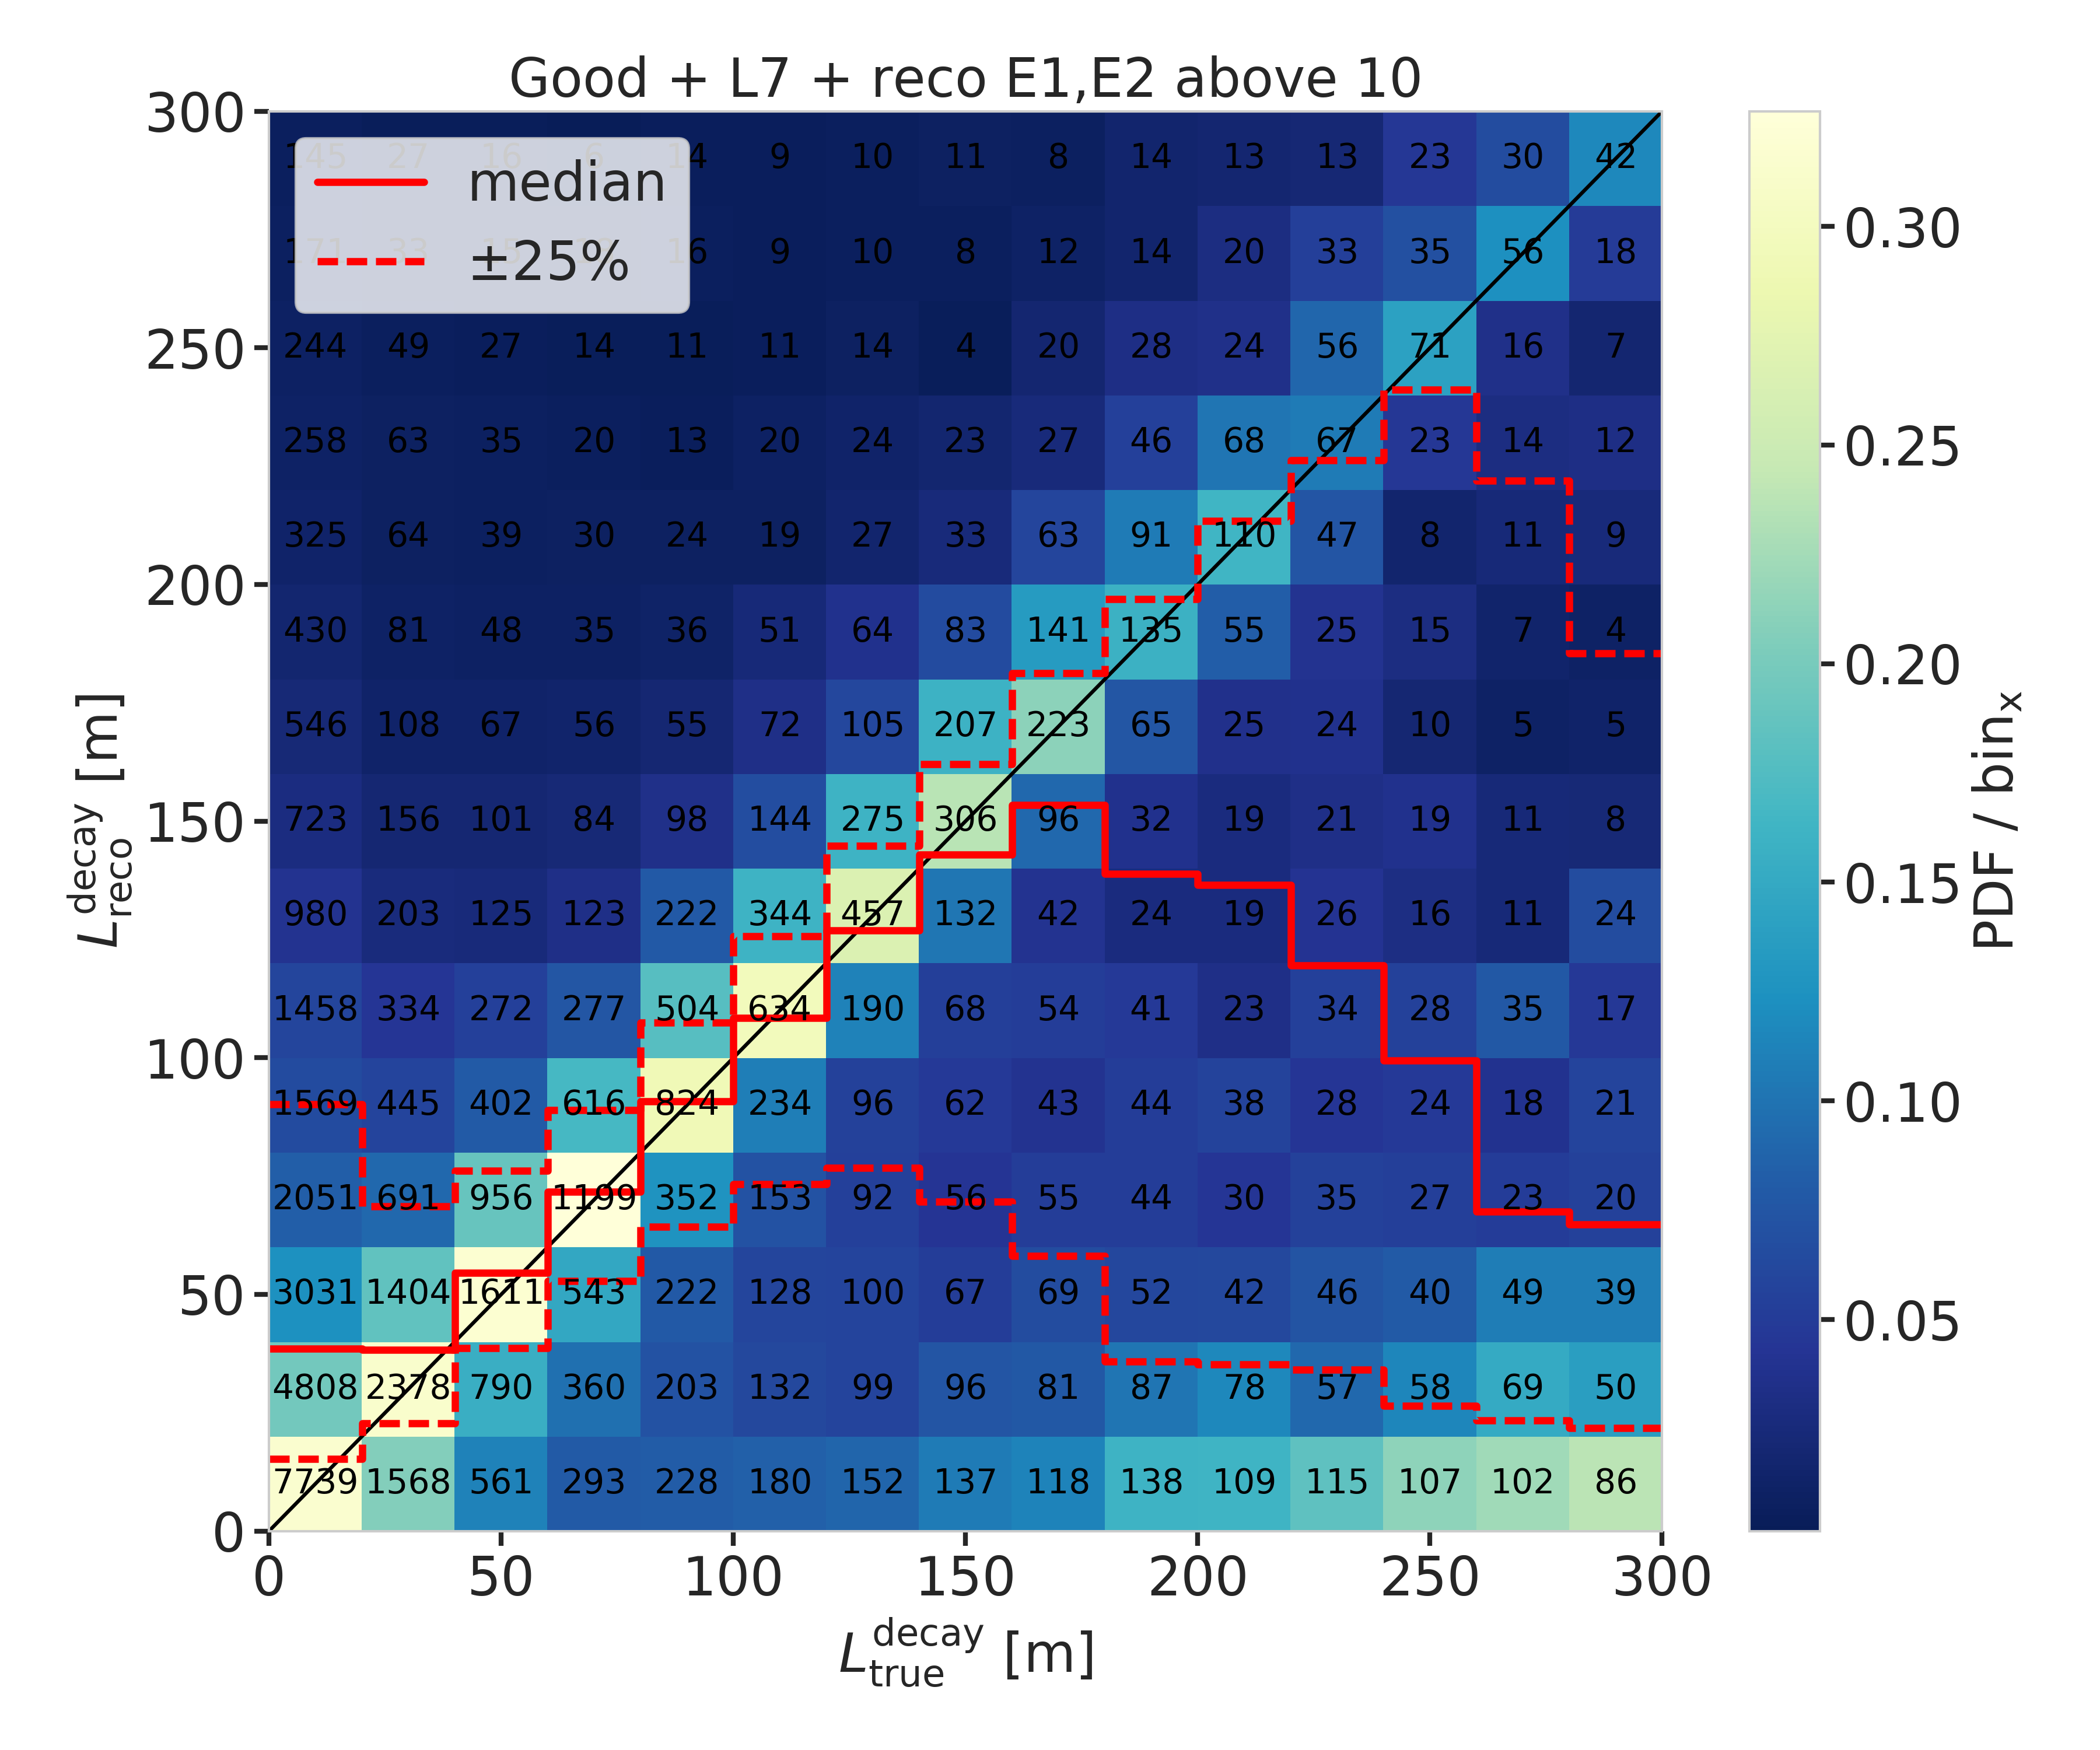 Good + L7 + reco E1,E2 above 10
median
±25%
300
250
200
150
100
50
0
L_reco^decay [m]
145 27 16 6 14 9 10 11 8 14 13 13 23 30 42
171 33 16 9 10 8 12 14 20 33 35 56 18
244 49 27 14 11 11 14 4 20 28 24 56 71 16 7
258 63 35 20 13 20 24 23 27 46 68 67 23 14 12
325 64 39 30 24 19 27 33 63 91 110 47 8 11 9
430 81 48 35 36 51 64 83 141 135 55 25 15 7 4
546 108 67 56 55 72 105 207 223 65 25 24 10 5 5
723 156 101 84 98 144 275 306 96 32 19 21 19 11 8
980 203 125 123 222 344 457 132 42 24 19 26 16 11 24
1458 334 272 277 504 634 190 68 54 41 23 34 28 35 17
1569 445 402 616 824 234 96 62 43 44 38 28 24 18 21
2051 691 956 1199 352 153 92 56 55 44 30 35 27 23 20
3031 1404 1611 543 222 128 100 67 69 52 42 46 40 49 39
4808 2378 790 360 203 132 99 96 81 87 78 57 58 69 50
7739 1568 561 293 228 180 152 137 118 138 109 115 107 102 86
0 50 100 150 200 250 300
L_true^decay [m]
0.30
0.25
0.20
0.15
0.10
0.05
PDF / bin_x